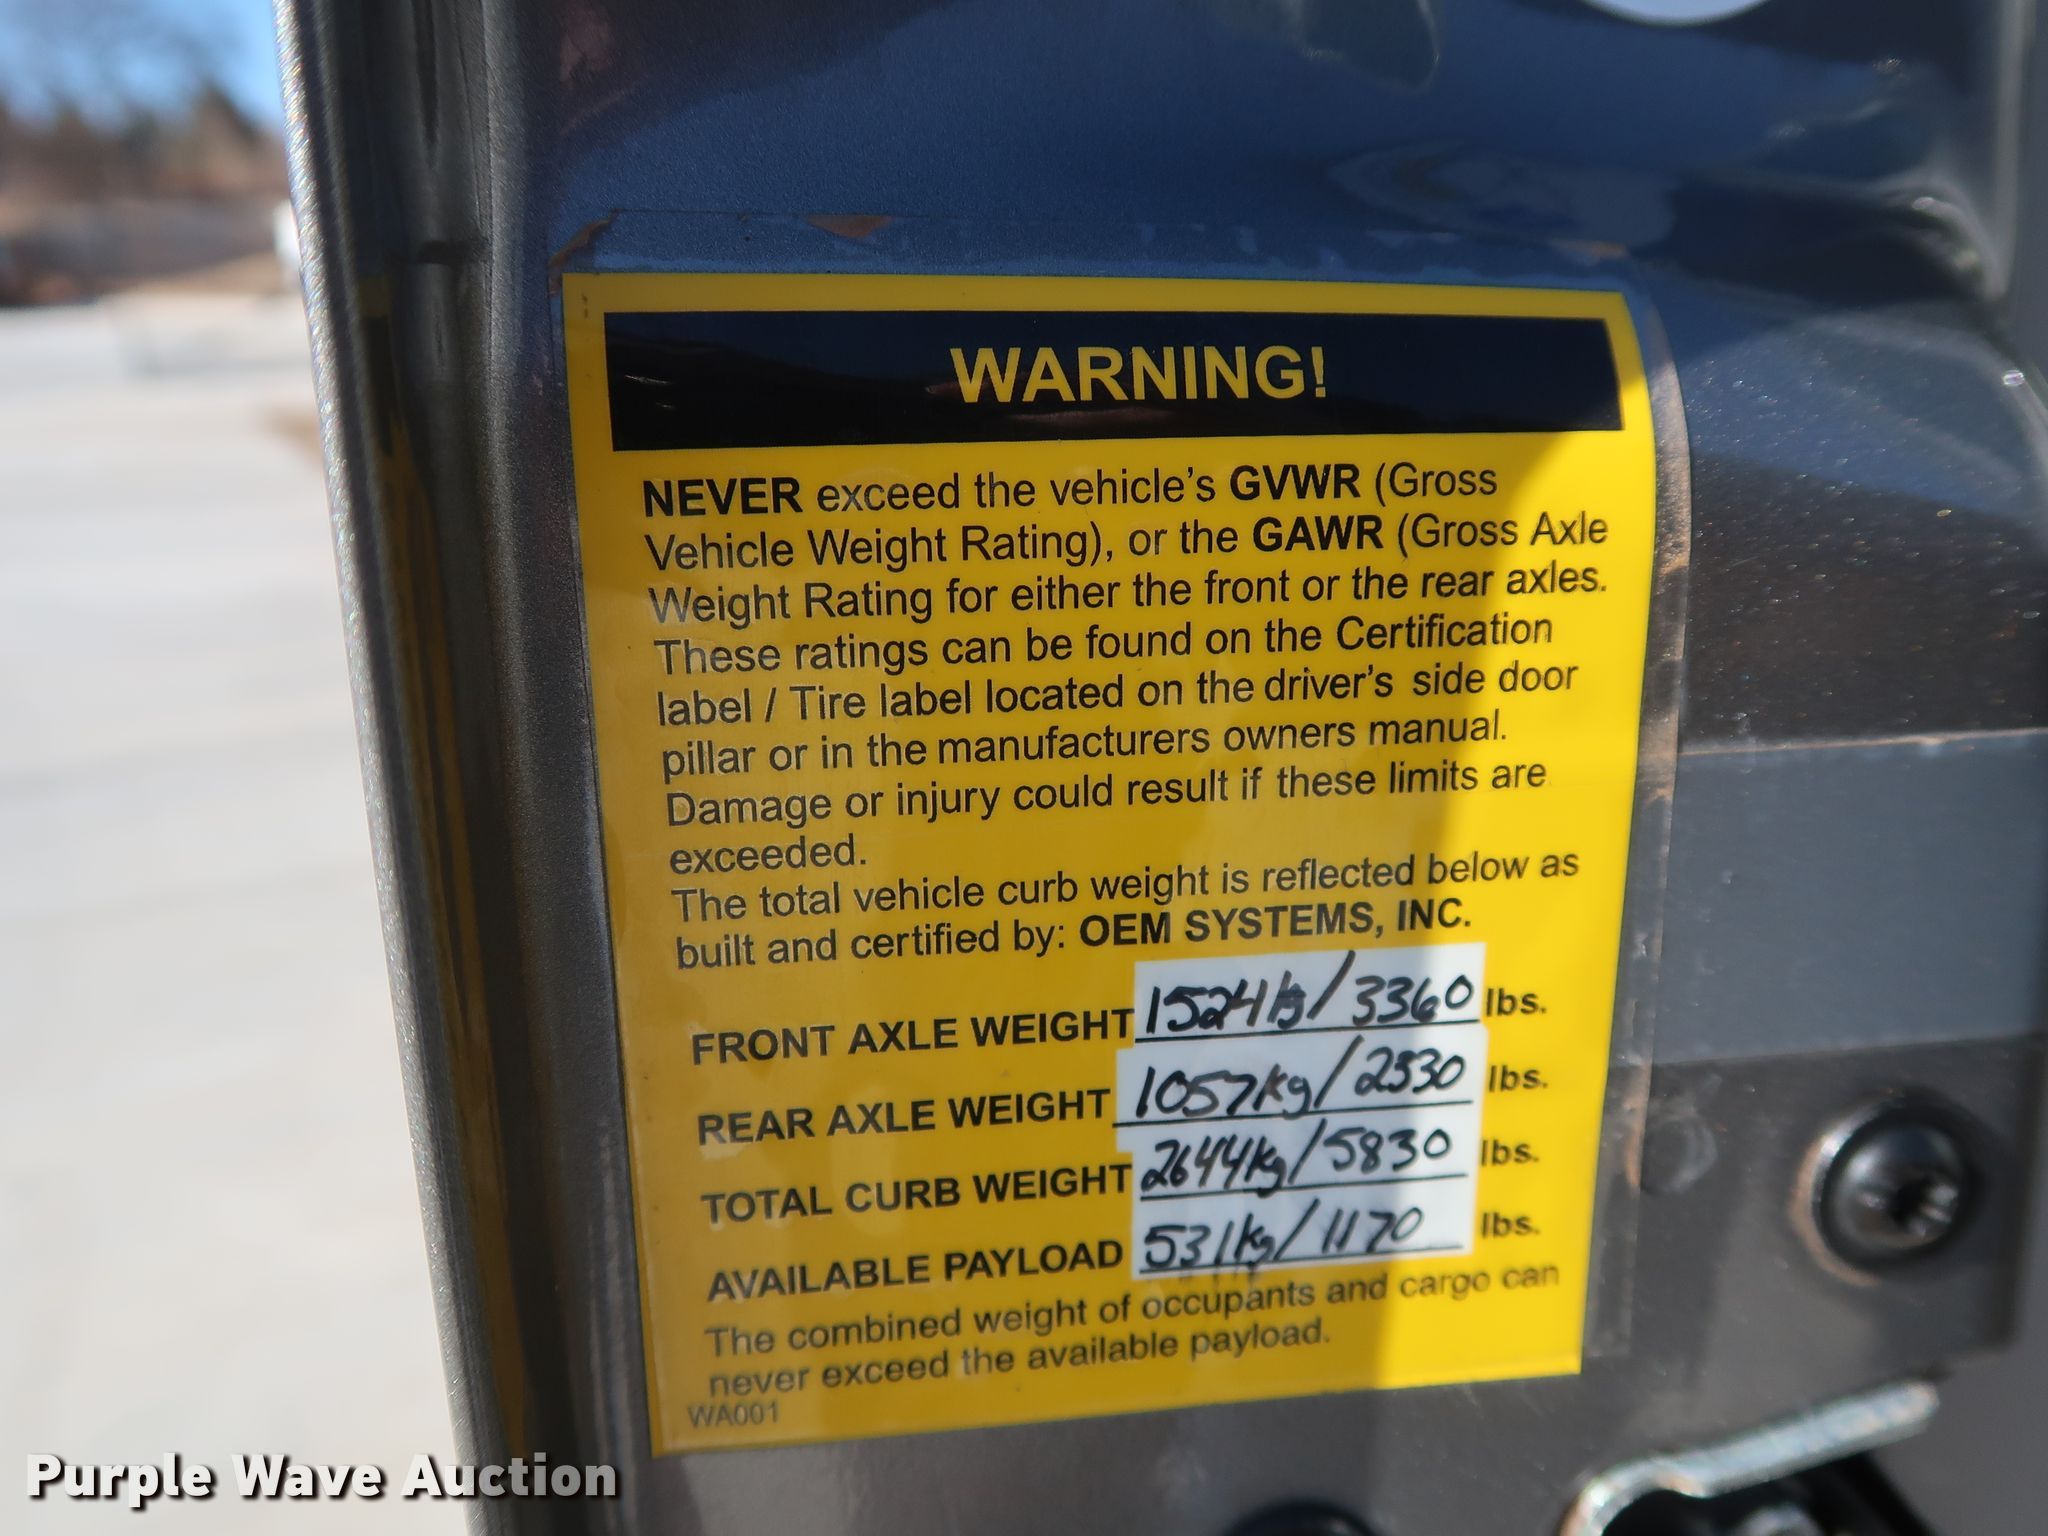 WARNING!
NEVER exceed the vehicle's GVWR (Gross
Vehicle Weight Rating), or the GAWR (Gross Axle
Weight Rating for either the front or the rear axles.
These ratings can be found on the Certification
label / Tire label located on the driver's side door
pillar or in the manufacturers owners manual.
Damage or injury could result if these limits are
exceeded.
The total vehicle curb weight is reflected below as
built and certified by: OEM SYSTEMS, INC.
FRONT AXLE WEIGHT 1524kg/3360 lbs.
REAR AXLE WEIGHT 1057kg/2330 lbs.
TOTAL CURB WEIGHT 2644kg/5830 lbs.
AVAILABLE PAYLOAD 531kg/1170 lbs.
The combined weight of occupants and cargo can
never exceed the available payload.
WA001
Purple Wave Auction